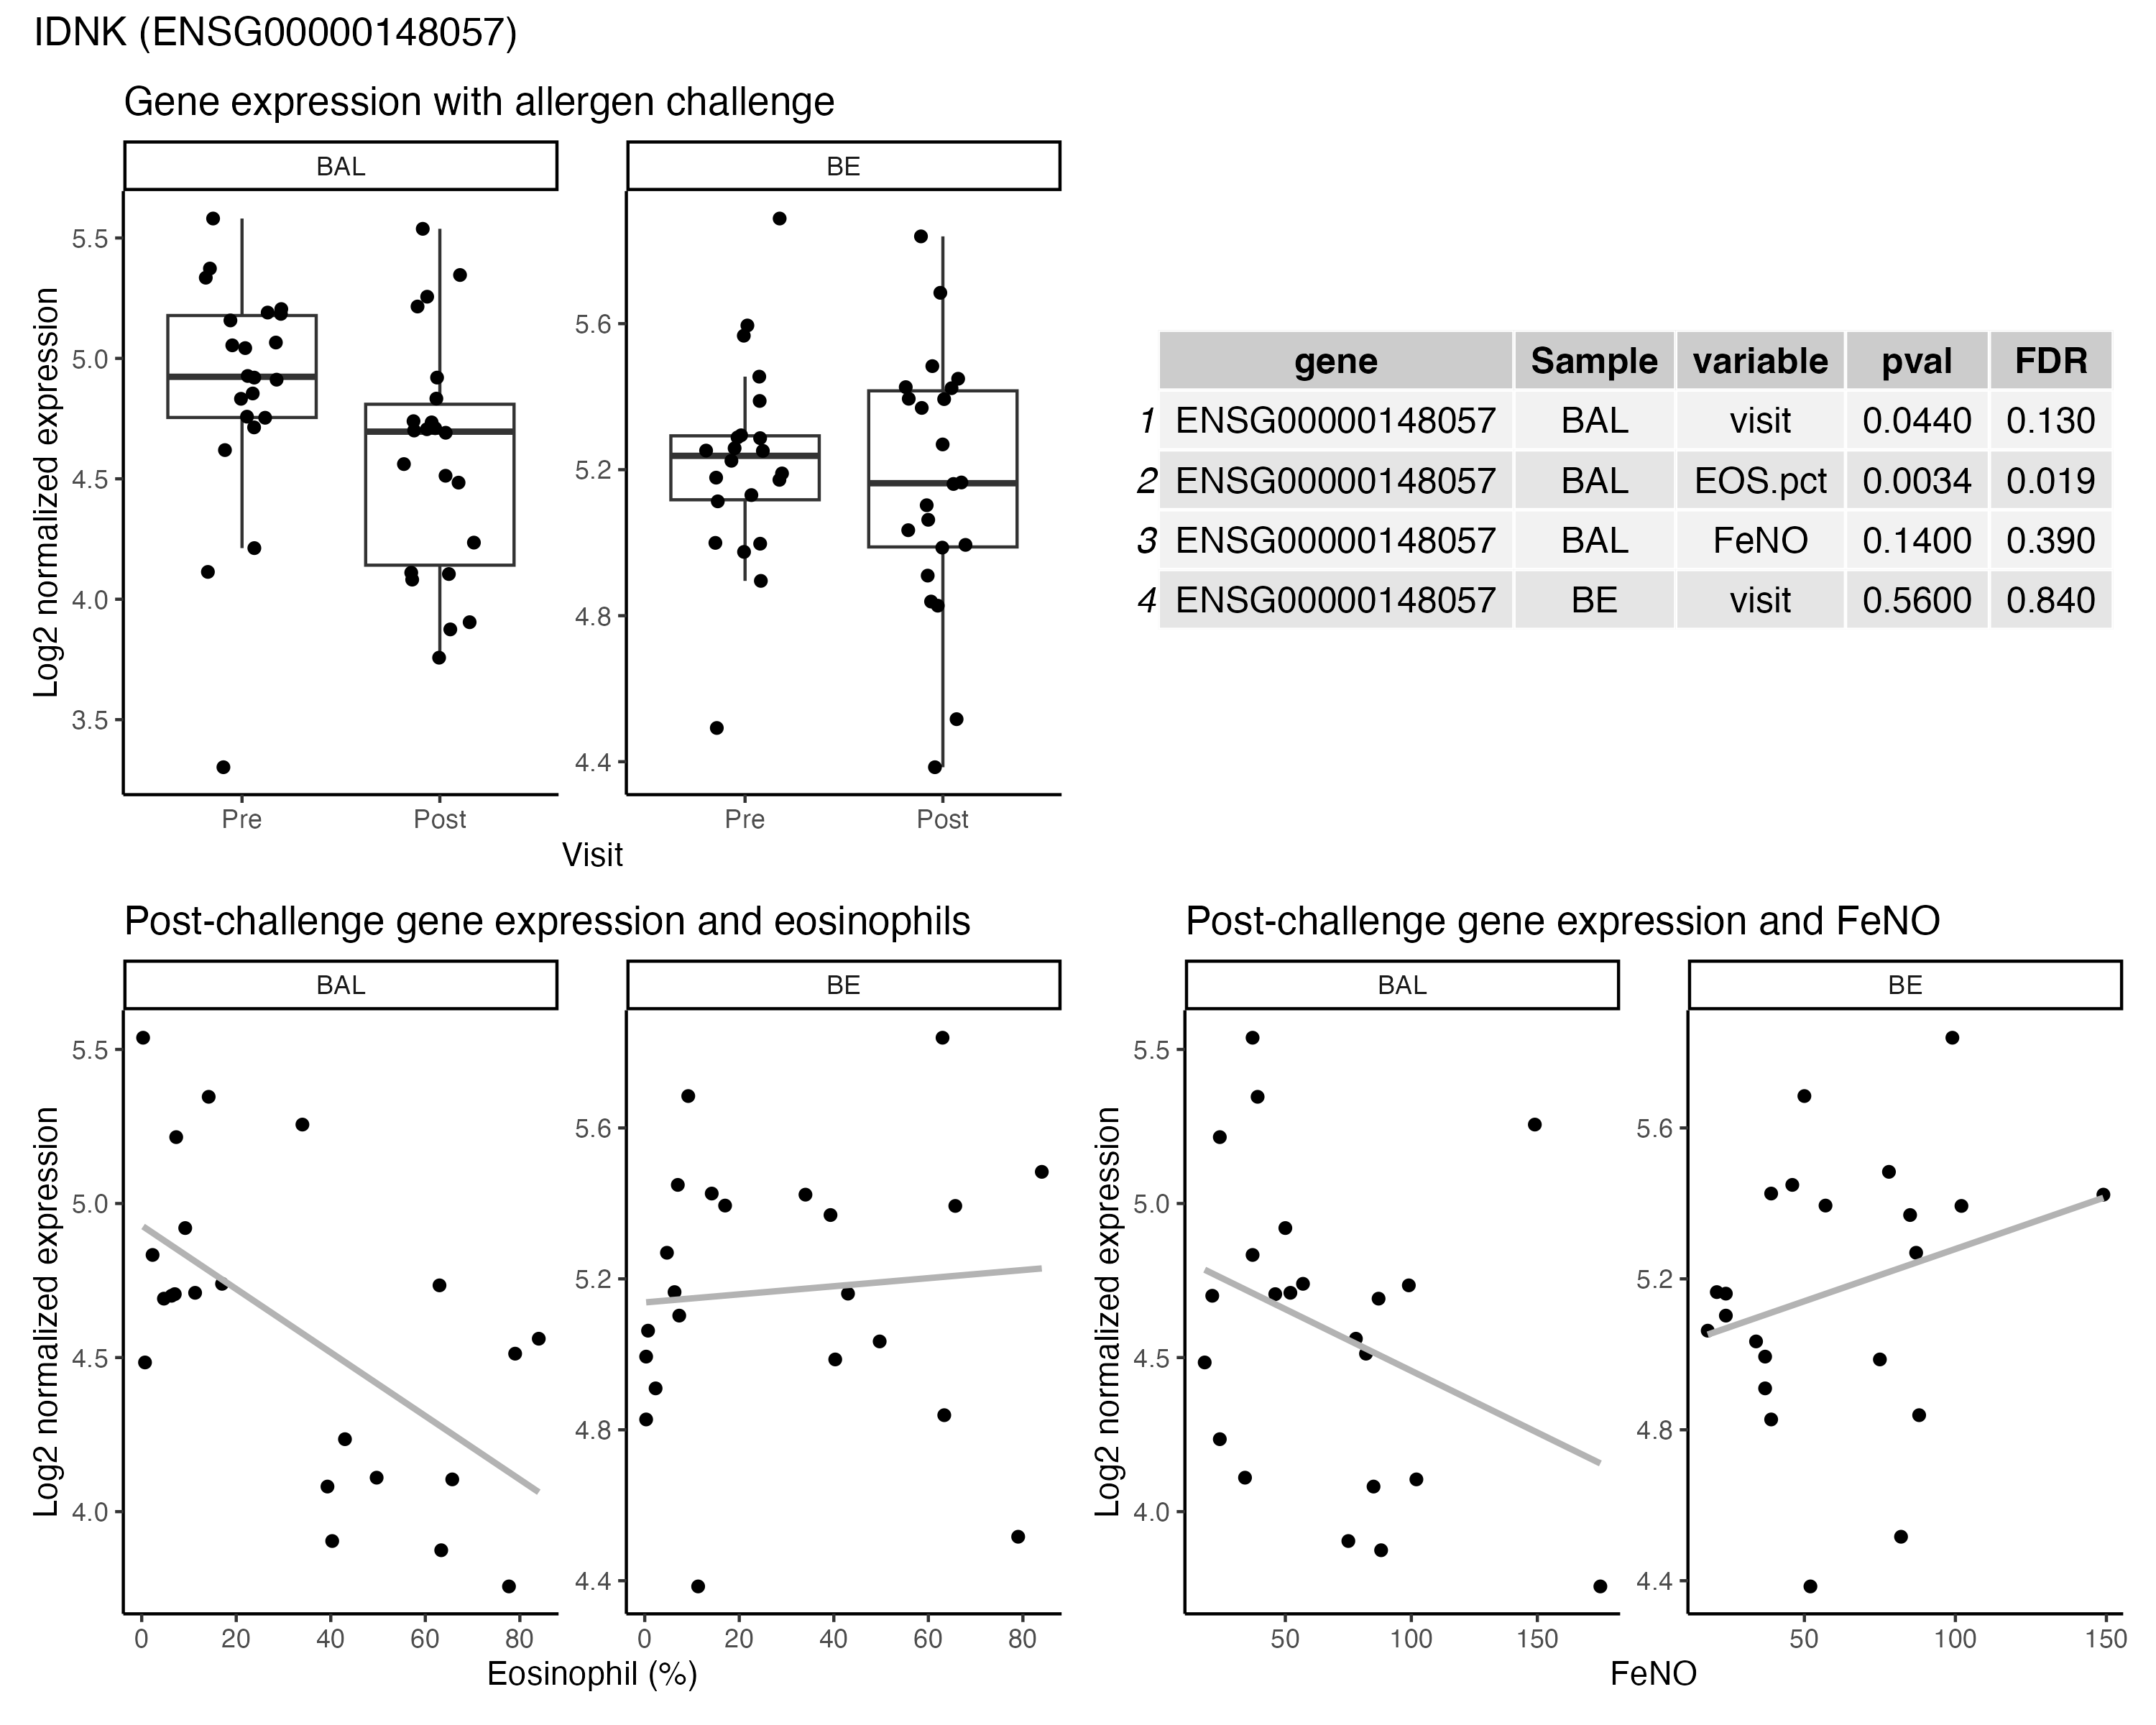 IDNK (ENSG00000148057)
Gene expression with allergen challenge
BAL
BE
Log2 normalized expression
5.5
5.0
4.5
4.0
3.5
5.6
5.2
4.8
4.4
Pre
Post
Pre
Post
Visit
gene Sample variable pval FDR
1 ENSG00000148057 BAL visit 0.0440 0.130
2 ENSG00000148057 BAL EOS.pct 0.0034 0.019
3 ENSG00000148057 BAL FeNO 0.1400 0.390
4 ENSG00000148057 BE visit 0.5600 0.840
Post-challenge gene expression and eosinophils
BAL
BE
Log2 normalized expression
5.5
5.0
4.5
4.0
5.6
5.2
4.8
4.4
0 20 40 60 80
0 20 40 60 80
Eosinophil (%)
Post-challenge gene expression and FeNO
BAL
BE
Log2 normalized expression
5.5
5.0
4.5
4.0
5.6
5.2
4.8
4.4
50 100 150
50 100 150
FeNO